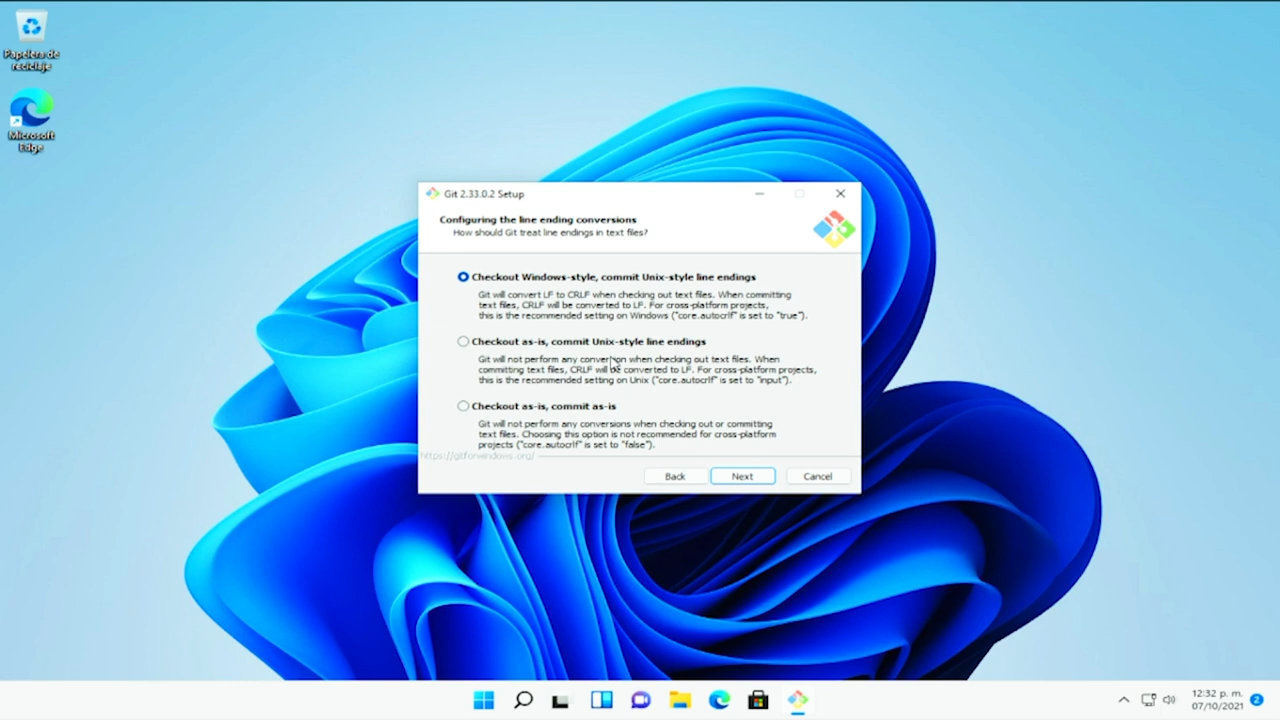 Papelera de
reciclaje
Microsoft
Edge
Git 2.33.0.2 Setup
Configuring the line ending conversions
How should Git treat line endings in text files?
Checkout Windows-style, commit Unix-style line endings
Git will convert LF to CRLF when checking out text files. When committing
text files, CRLF will be converted to LF. For cross-platform projects,
this is the recommended setting on Windows ("core.autocrlf" is set to "true").
Checkout as-is, commit Unix-style line endings
Git will not perform any conversion when checking out text files. When
committing text files, CRLF will be converted to LF. For cross-platform projects,
this is the recommended setting on Unix ("core.autocrlf" is set to "input").
Checkout as-is, commit as-is
Git will not perform any conversions when checking out or committing
text files. Choosing this option is not recommended for cross-platform
projects ("core.autocrlf" is set to "false").
https://gitforwindows.org/
Back
Next
Cancel
12:32 p. m.
07/10/2021
2